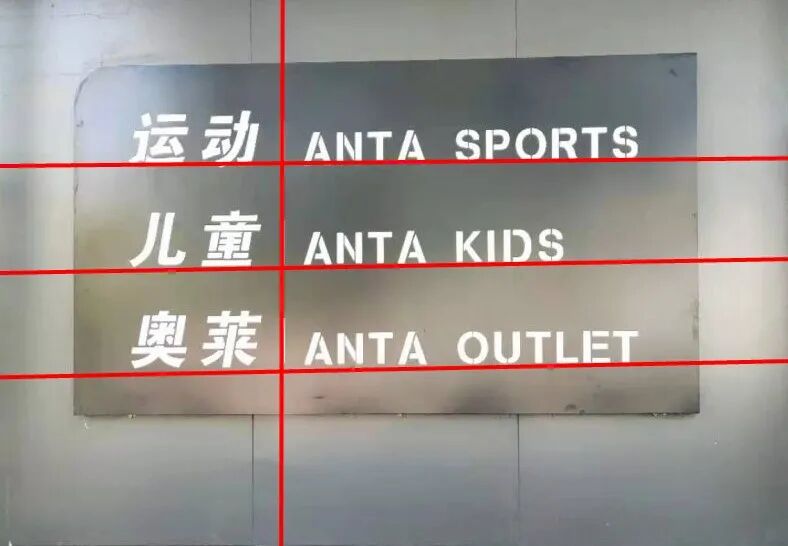 运动 ANTA SPORTS
儿童 ANTA KIDS
奥莱 ANTA OUTLET